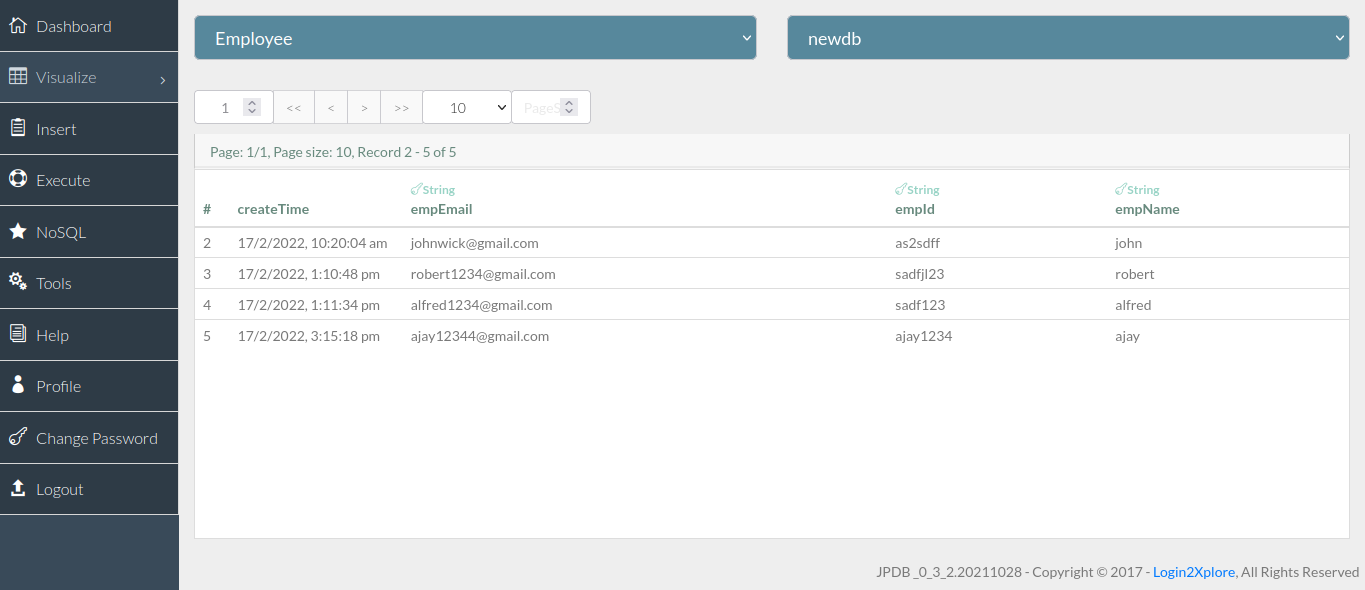 Dashboard
Visualize
Insert
Execute
NoSQL
Tools
Help
Profile
Change Password
Logout
Employee newdb
1 << < > >> 10 PageS
Page: 1/1, Page size: 10, Record 2 - 5 of 5
String String String
# createTime empEmail empId empName
2 17/2/2022, 10:20:04 am johnwick@gmail.com as2sdff john
3 17/2/2022, 1:10:48 pm robert1234@gmail.com sadfjl23 robert
4 17/2/2022, 1:11:34 pm alfred1234@gmail.com sadf123 alfred
5 17/2/2022, 3:15:18 pm ajay12344@gmail.com ajay1234 ajay
JPDB _0_3_2.20211028 - Copyright © 2017 - Login2Xplore, All Rights Reserved